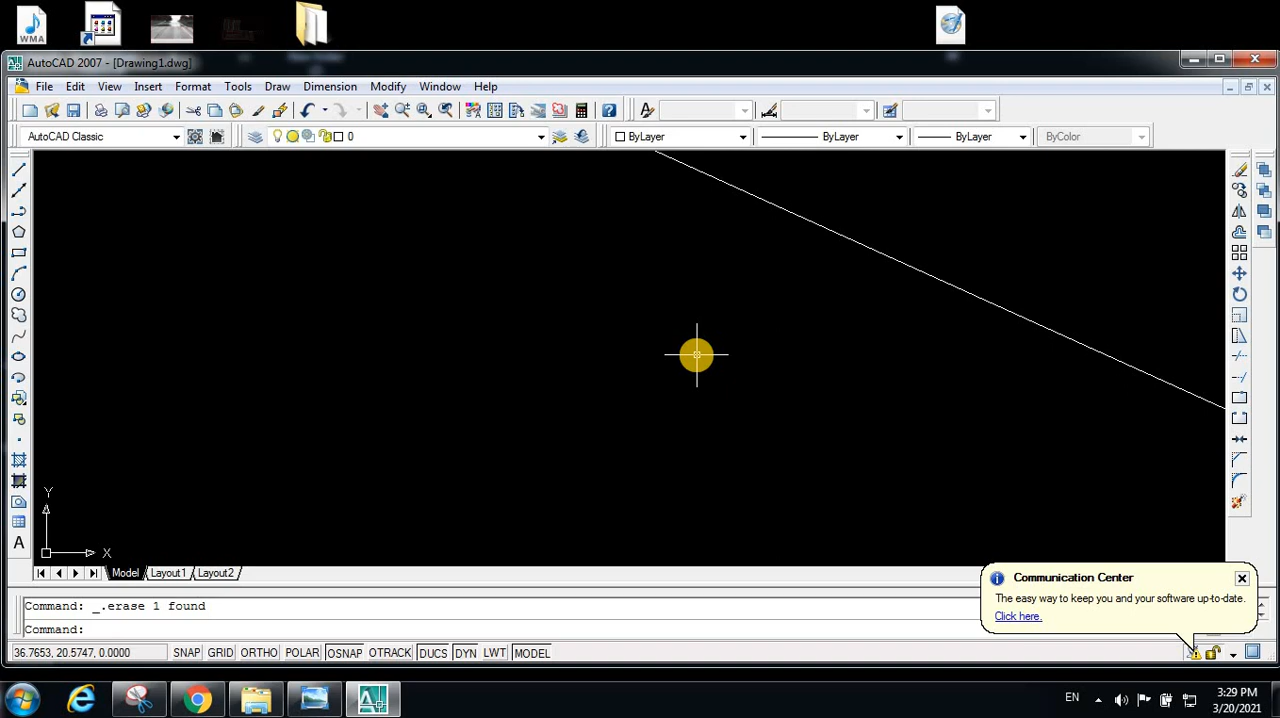 WMA
AutoCAD 2007 - [Drawing1.dwg]
File Edit View Insert Format Tools Draw Dimension Modify Window Help
AutoCAD Classic 0 ByLayer ByLayer ByLayer ByColor
Y
X
Model Layout1 Layout2
Communication Center
The easy way to keep you and your software up-to-date.
Click here.
Command: _.erase 1 found
Command:
36.7653, 20.5747, 0.0000 SNAP GRID ORTHO POLAR OSNAP OTRACK DUCS DYN LWT MODEL
EN
3:29 PM
3/20/2021